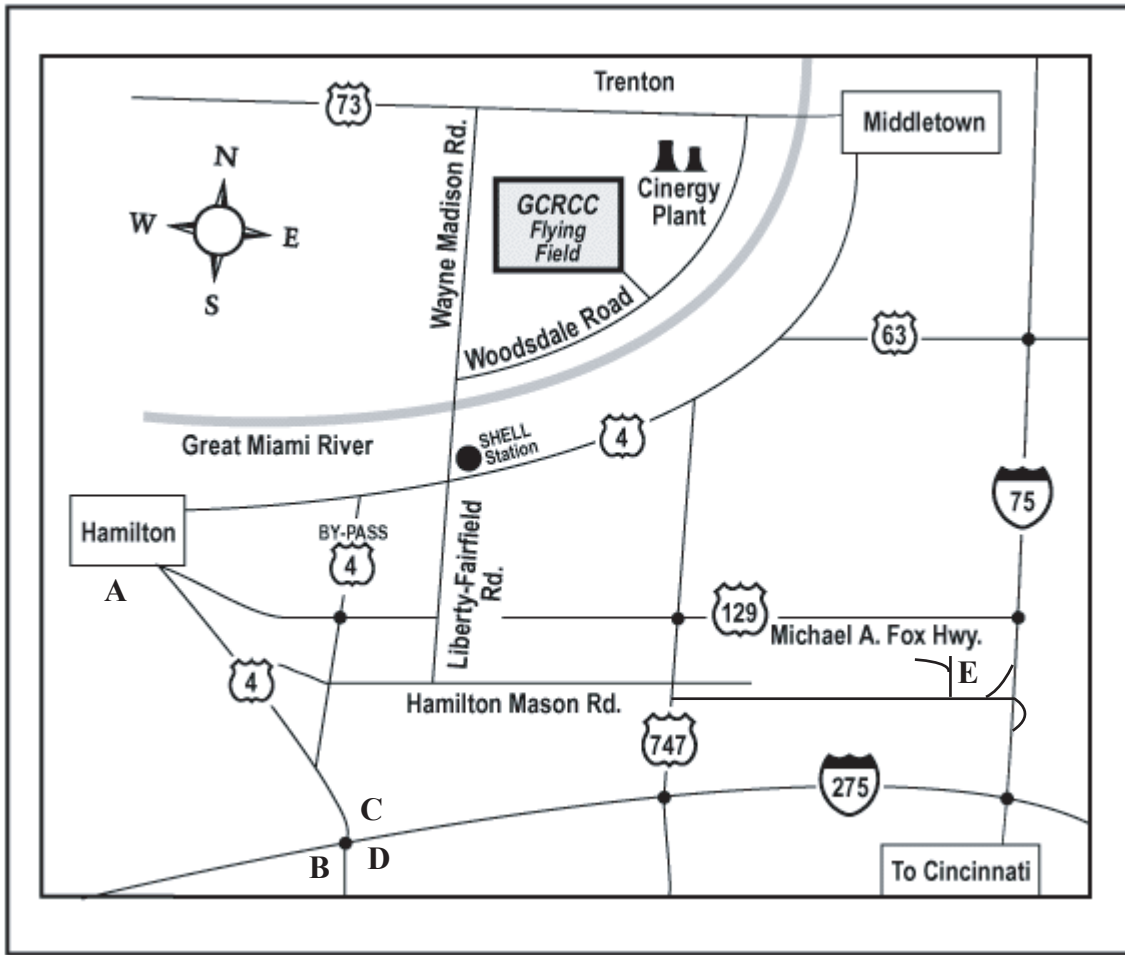 Trenton
73
Middletown
Wayne Madison Rd.
GCRCC
Flying
Field
Cinergy
Plant
N
W
E
S
Woodsdale Road
63
Great Miami River
SHELL
Station
4
75
Hamilton
A
BY-PASS
4
Liberty-Fairfield
Rd.
129
Michael A. Fox Hwy.
E
4
Hamilton Mason Rd.
747
275
C
B
D
To Cincinnati